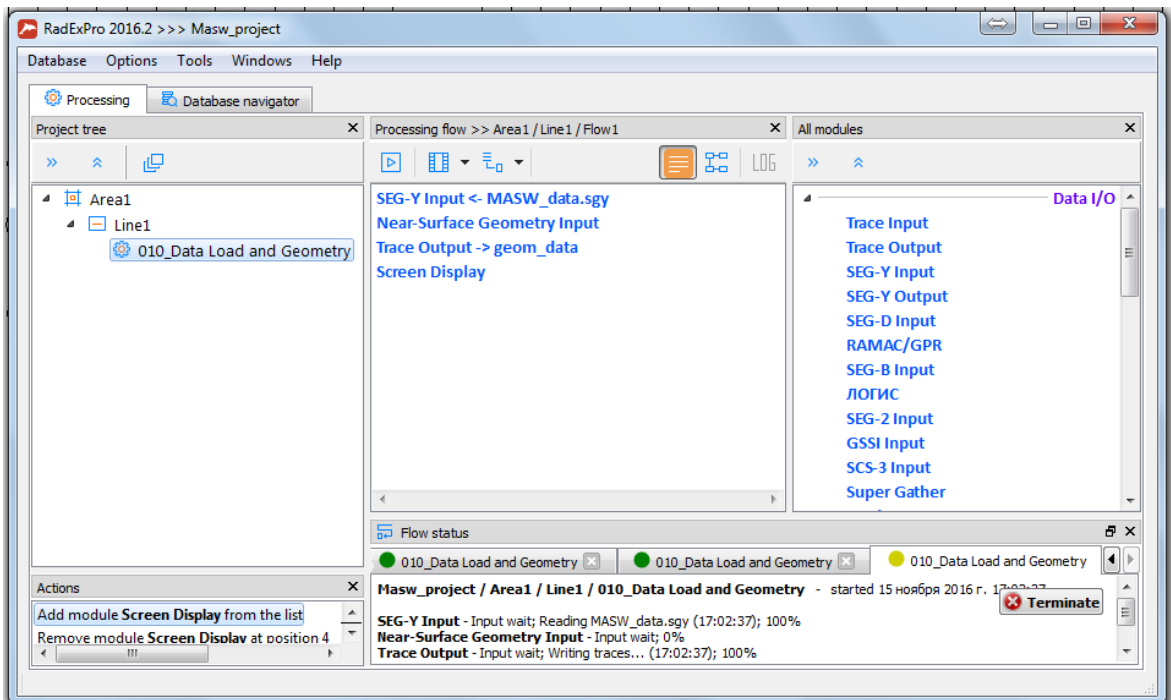 RadExPro 2016.2 >>> Masw_project
Database Options Tools Windows Help
Processing Database navigator
Project tree
Area1
Line1
010_Data Load and Geometry
Actions
Add module Screen Display from the list
Remove module Screen Display at position 4
Processing flow >> Area1 / Line1 / Flow1
LOG
SEG-Y Input <- MASW_data.sgy
Near-Surface Geometry Input
Trace Output -> geom_data
Screen Display
All modules
Data I/O
Trace Input
Trace Output
SEG-Y Input
SEG-Y Output
SEG-D Input
RAMAC/GPR
SEG-B Input
ЛОГИС
SEG-2 Input
GSSI Input
SCS-3 Input
Super Gather
Flow status
010_Data Load and Geometry 010_Data Load and Geometry 010_Data Load and Geometry
Masw_project / Area1 / Line1 / 010_Data Load and Geometry - started 15 ноября 2016 г.
Terminate
SEG-Y Input - Input wait; Reading MASW_data.sgy (17:02:37); 100%
Near-Surface Geometry Input - Input wait; 0%
Trace Output - Input wait; Writing traces... (17:02:37); 100%